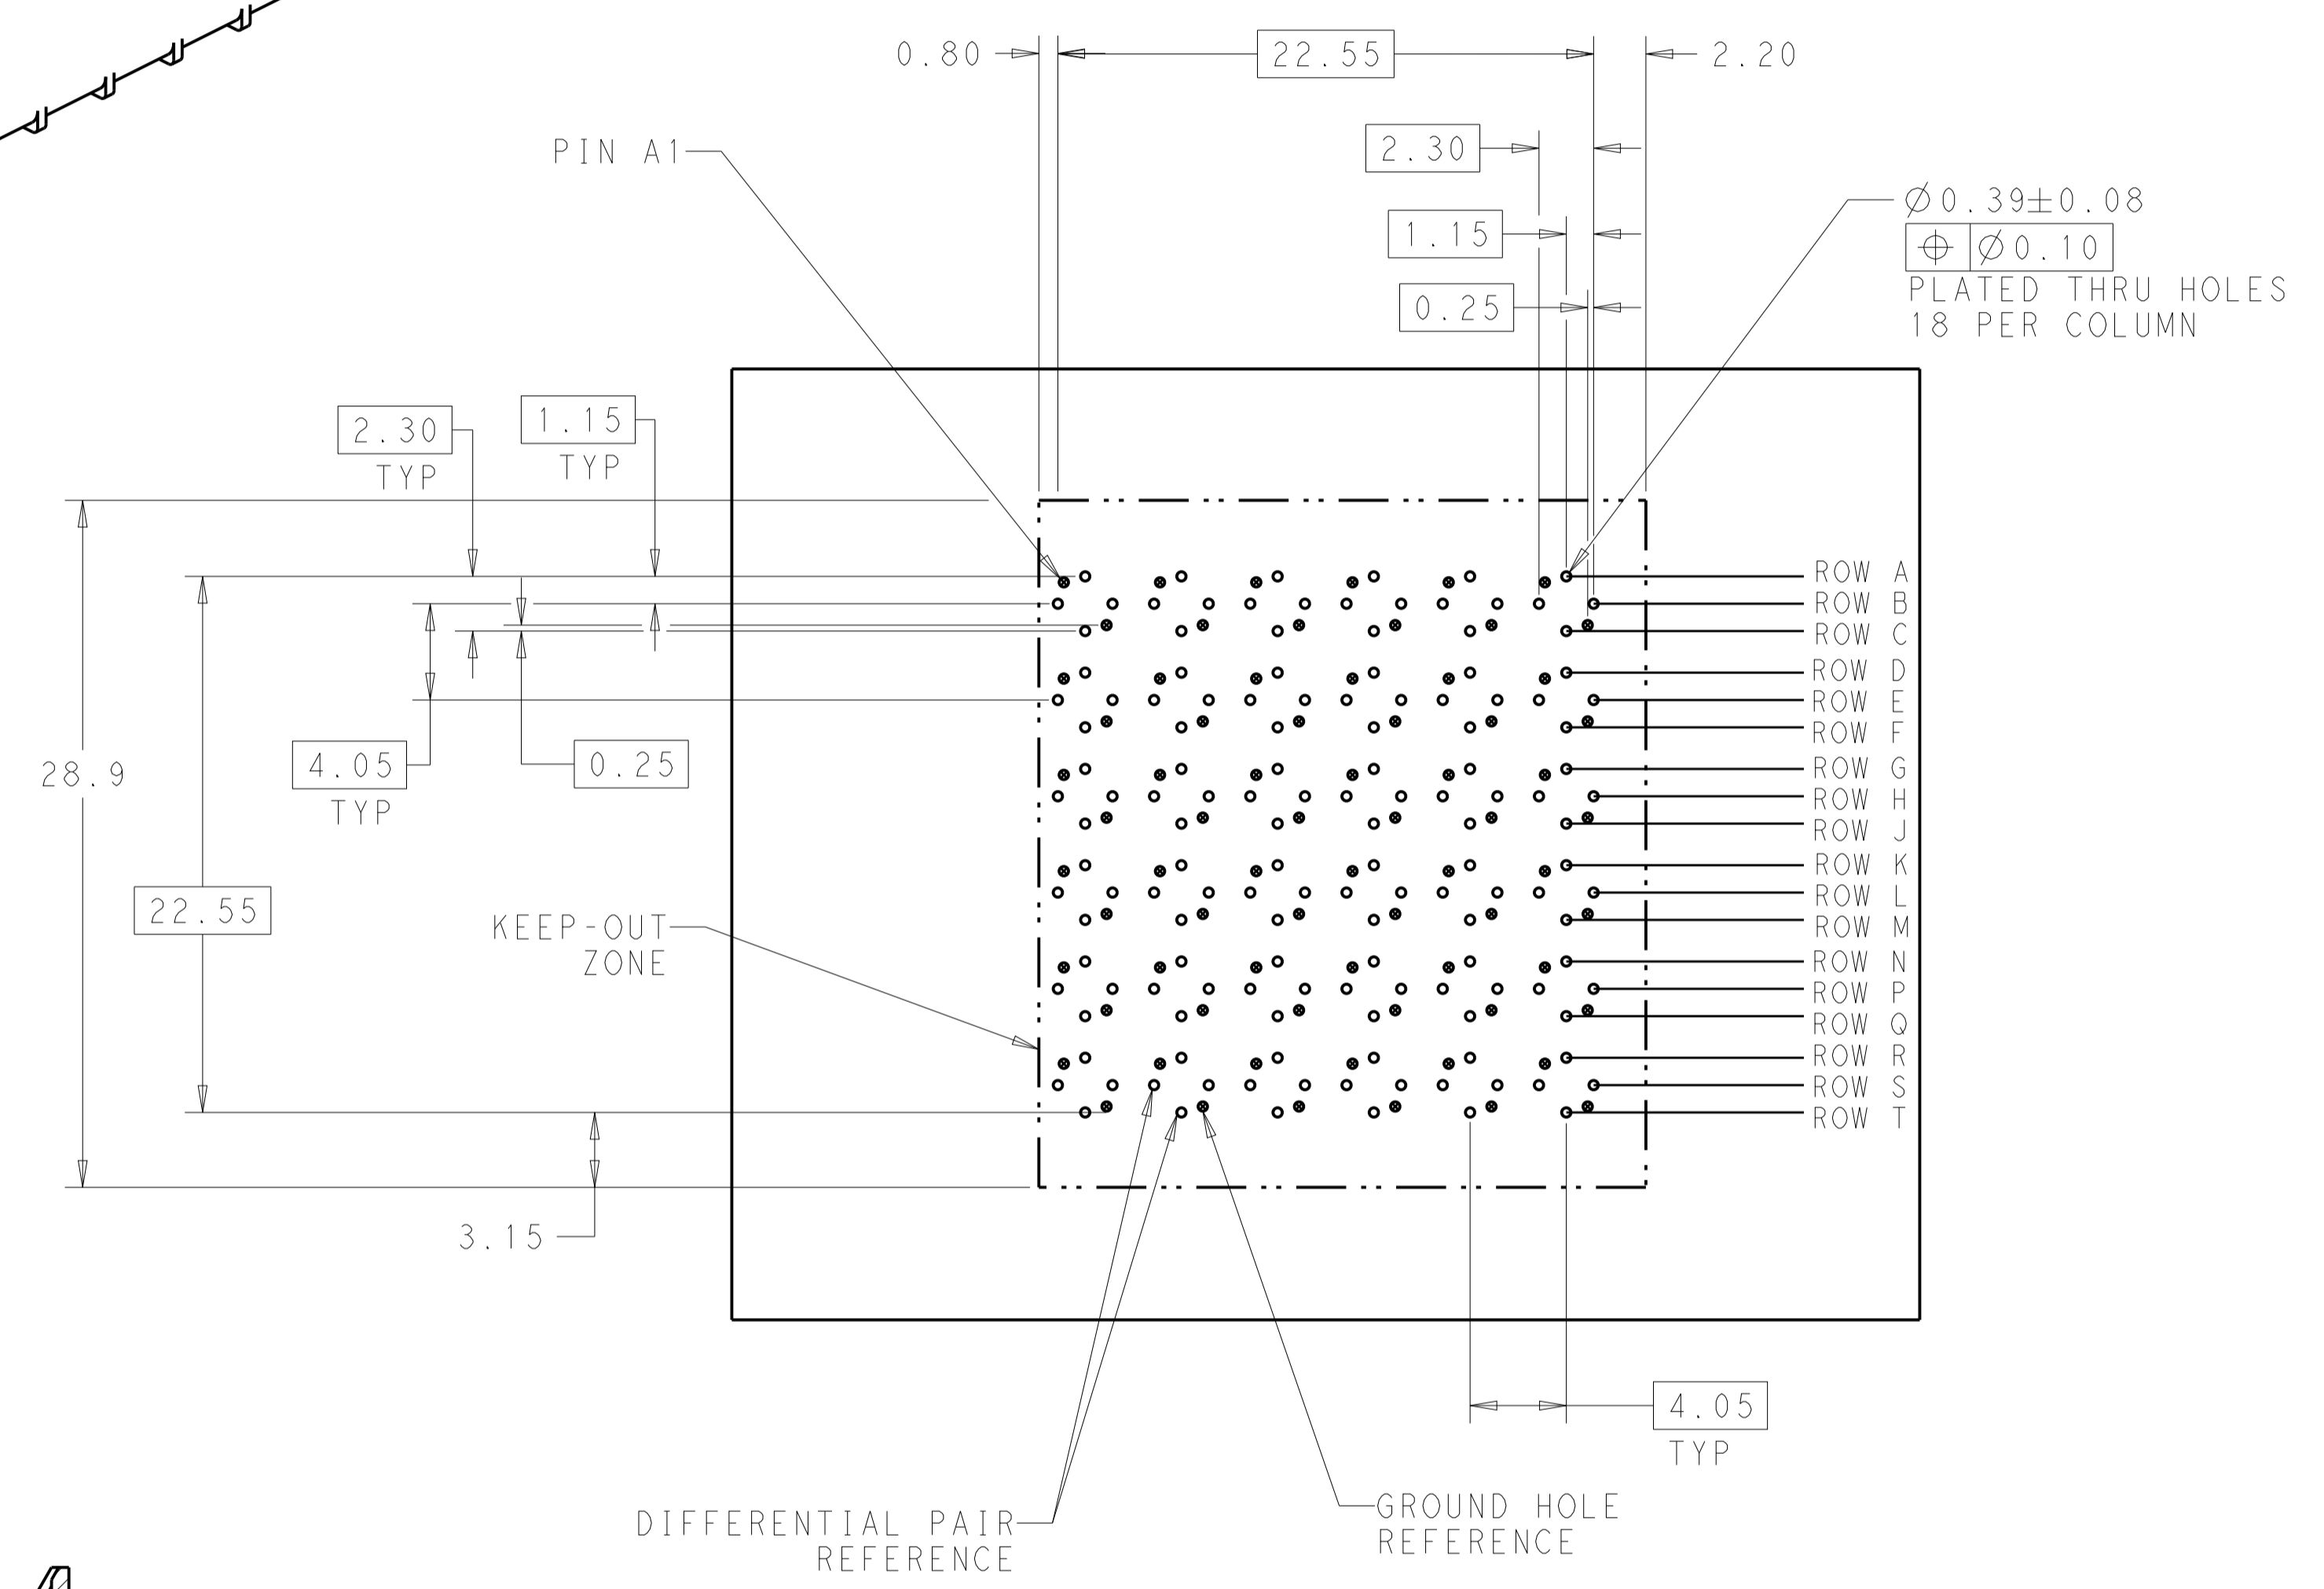 0.80
22.55
2.20
PIN A1
2.30
1.15
0.25
Ø0.39±0.08
⌖ Ø0.10
PLATED THRU HOLES
18 PER COLUMN
2.30
TYP
1.15
TYP
28.9
22.55
4.05
TYP
0.25
KEEP-OUT
ZONE
3.15
ROW A
ROW B
ROW C
ROW D
ROW E
ROW F
ROW G
ROW H
ROW J
ROW K
ROW L
ROW M
ROW N
ROW P
ROW Q
ROW R
ROW S
ROW T
4.05
TYP
DIFFERENTIAL PAIR
REFERENCE
GROUND HOLE
REFERENCE